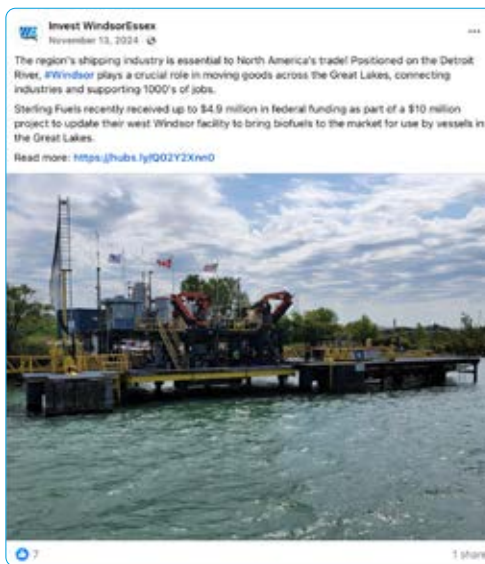 Invest WindsorEssex
November 13, 2024 ·
The region's shipping industry is essential to North America's trade! Positioned on the Detroit
River, #Windsor plays a crucial role in moving goods across the Great Lakes, connecting
industries and supporting 1000's of jobs.
Sterling Fuels recently received up to $4.9 million in federal funding as part of a $10 million
project to update their west Windsor facility to bring biofuels to the market for use by vessels in
the Great Lakes.
Read more: https://hubs.ly/Q02Y2Xnn0
7
1 share